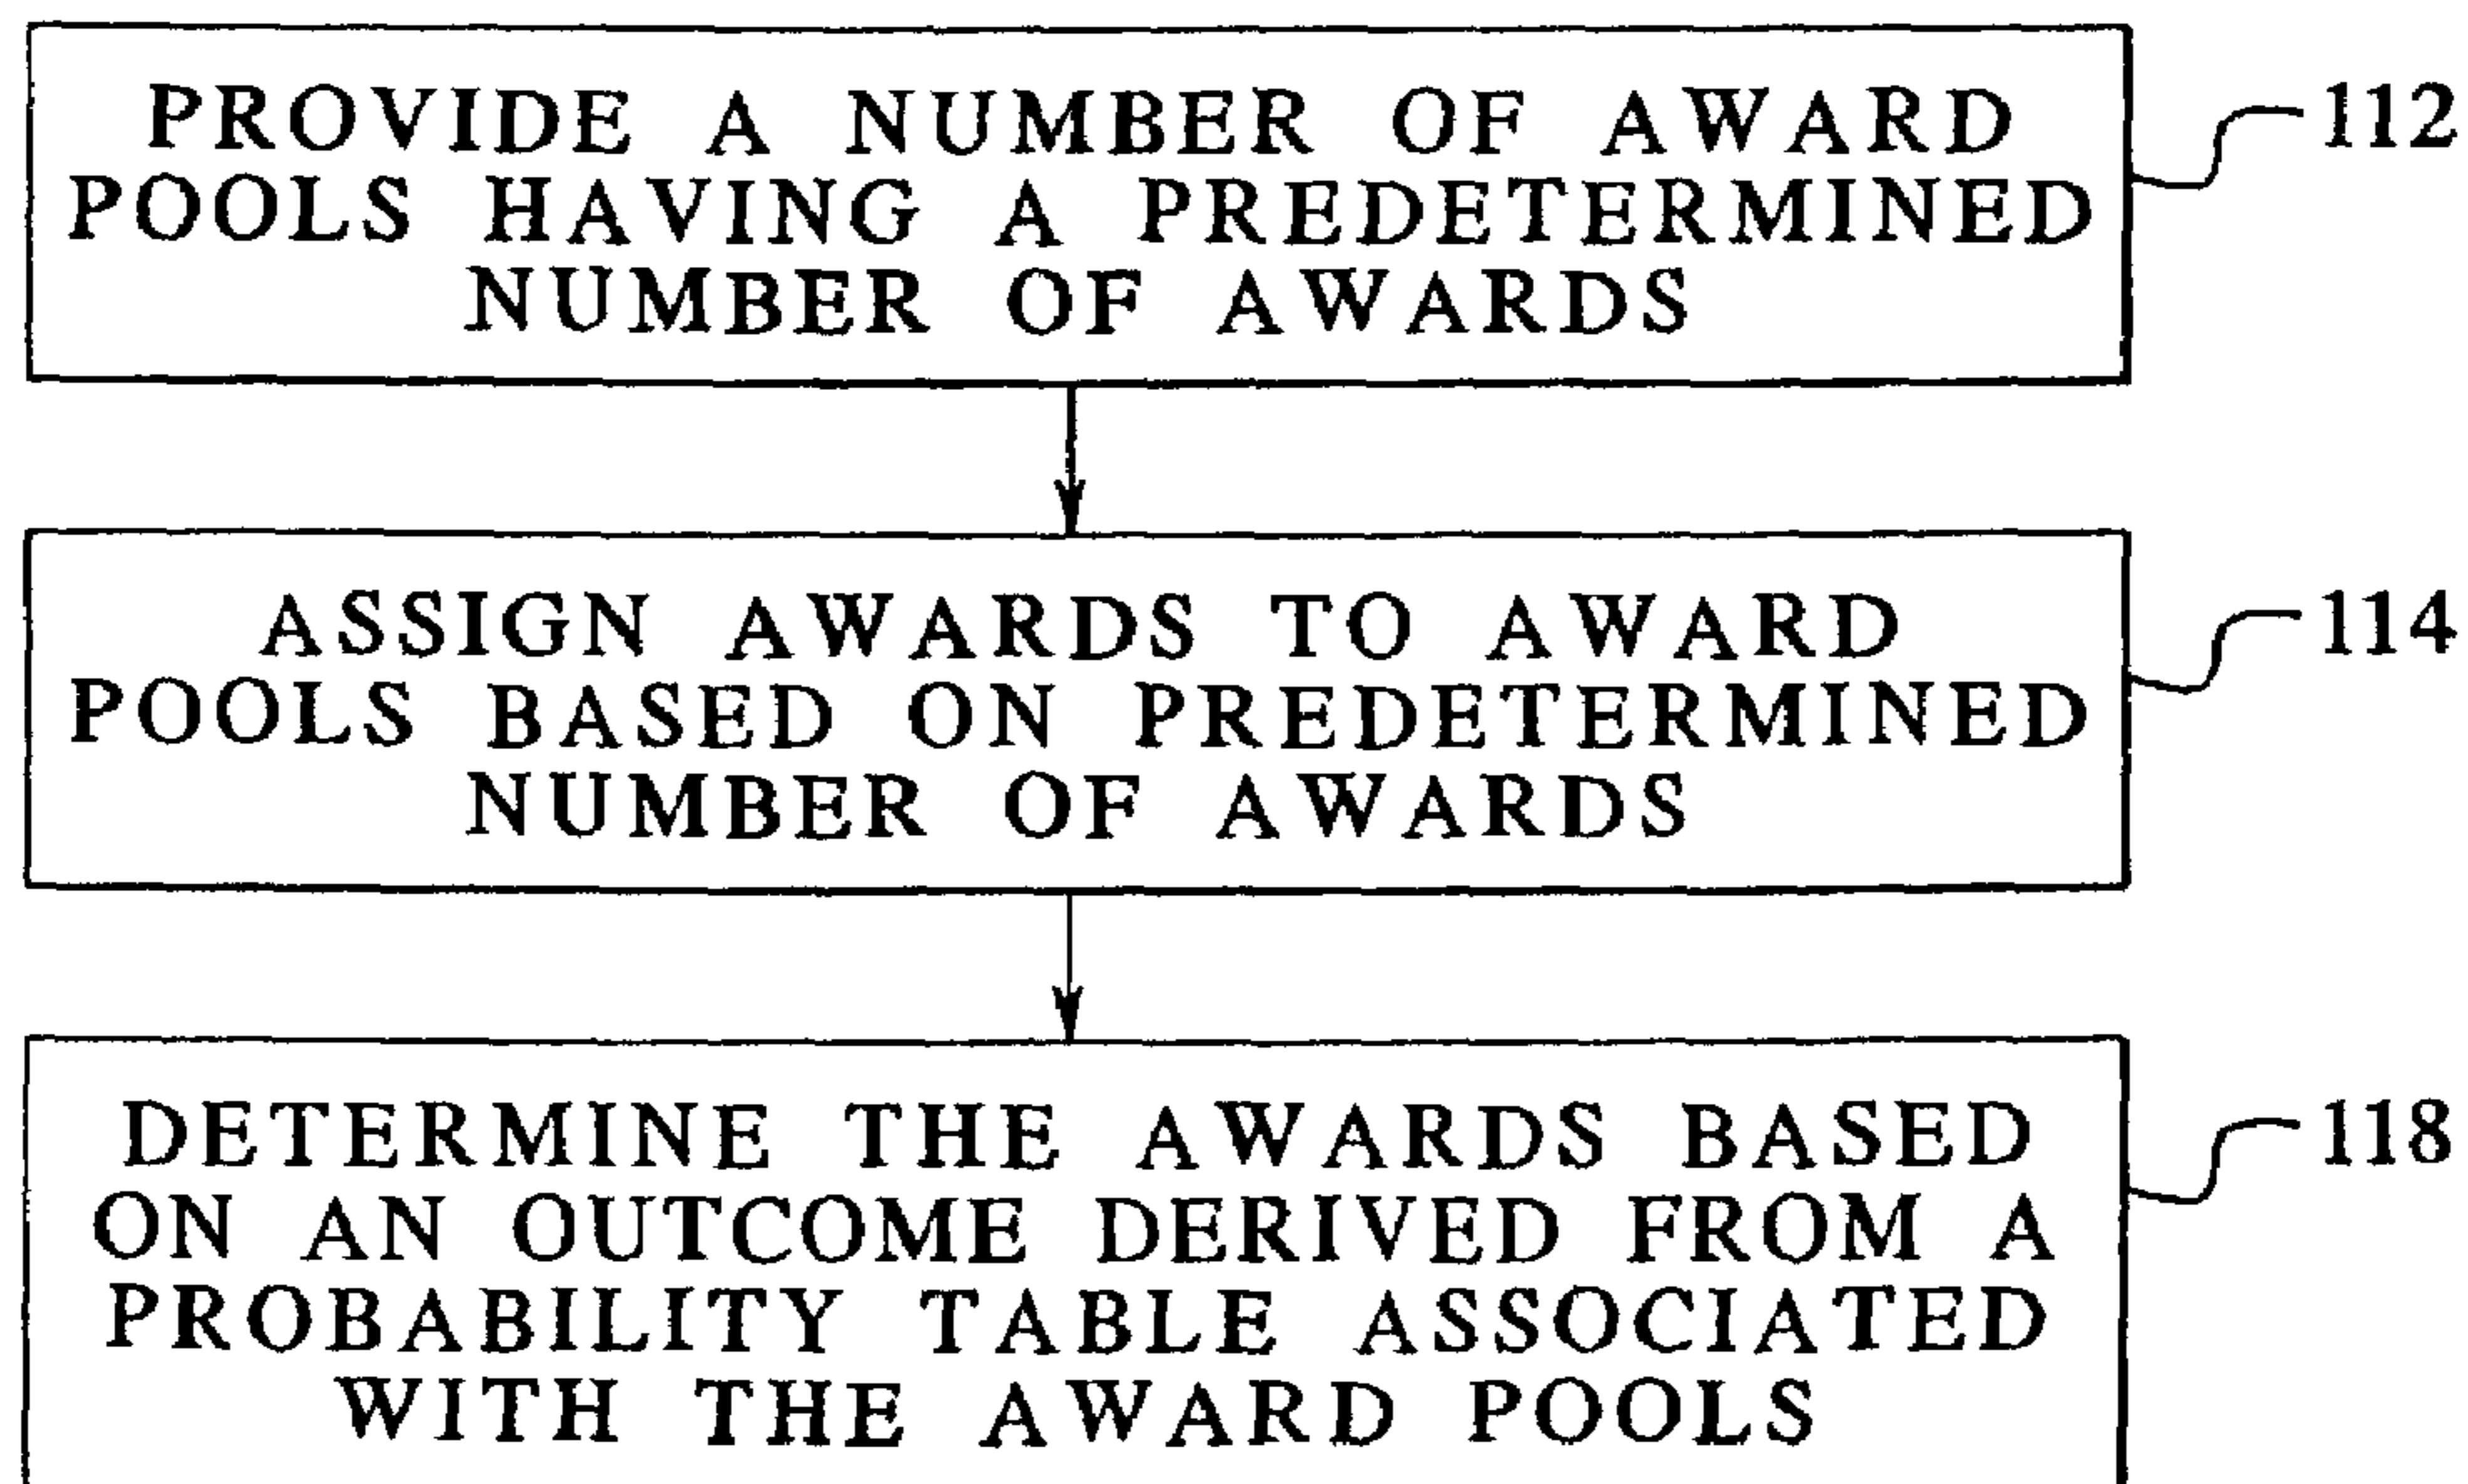 PROVIDE A NUMBER OF AWARD
POOLS HAVING A PREDETERMINED
NUMBER OF AWARDS
112
ASSIGN AWARDS TO AWARD
POOLS BASED ON PREDETERMINED
NUMBER OF AWARDS
114
DETERMINE THE AWARDS BASED
ON AN OUTCOME DERIVED FROM A
PROBABILITY TABLE ASSOCIATED
WITH THE AWARD POOLS
118